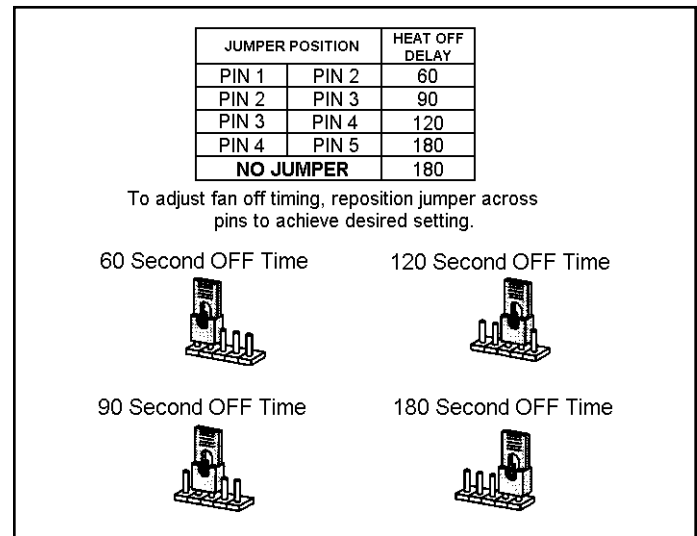 JUMPER POSITION HEAT OFF DELAY
PIN 1 PIN 2 60
PIN 2 PIN 3 90
PIN 3 PIN 4 120
PIN 4 PIN 5 180
NO JUMPER 180
To adjust fan off timing, reposition jumper across
pins to achieve desired setting.
60 Second OFF Time 120 Second OFF Time
90 Second OFF Time 180 Second OFF Time